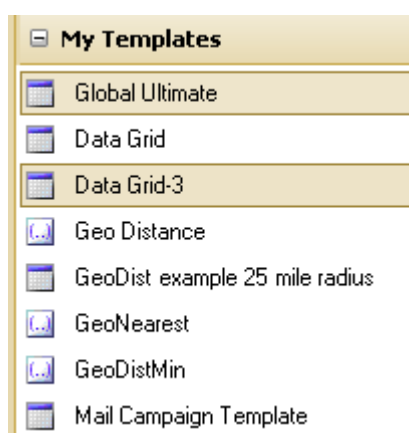 My Templates
Global Ultimate
Data Grid
Data Grid-3
Geo Distance
GeoDist example 25 mile radius
GeoNearest
GeoDistMin
Mail Campaign Template